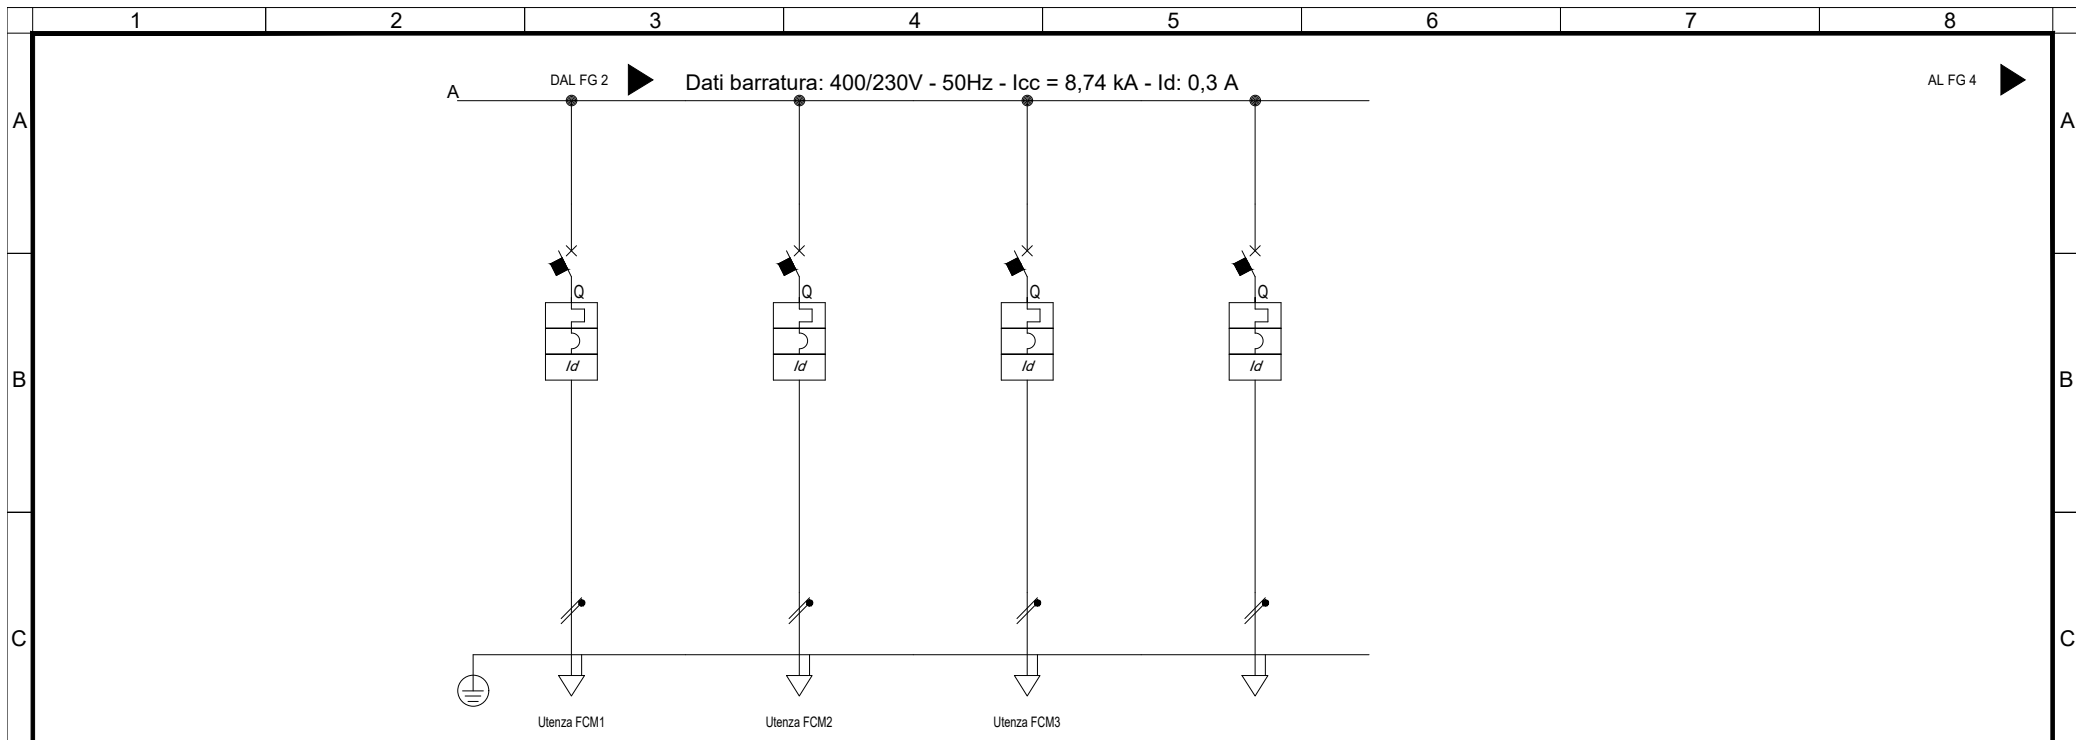 1 2 3 4 5 6 7 8
DAL FG 2 Dati barratura: 400/230V - 50Hz - Icc = 8,74 kA - Id: 0,3 A AL FG 4
A
A A
Q Q Q Q
Id Id Id Id
B B
C C
Utenza FCM1 Utenza FCM2 Utenza FCM3